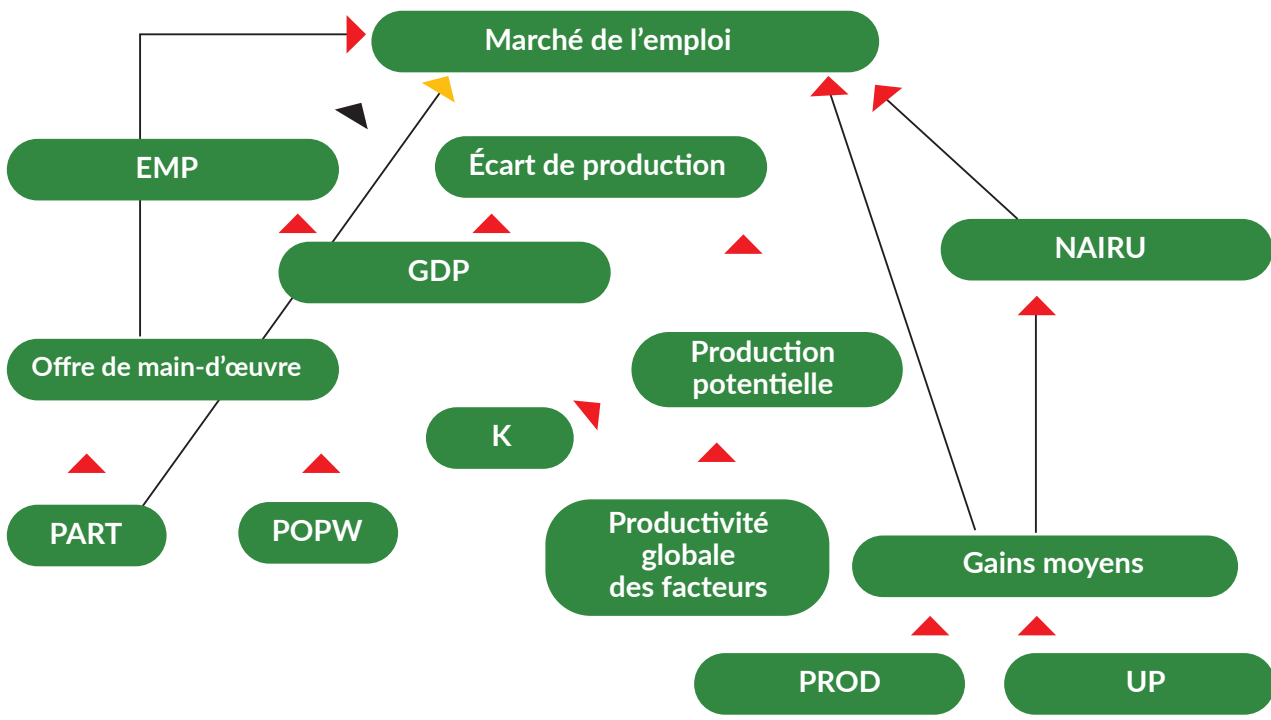 Marché de l’emploi
EMP
Écart de production
NAIRU
GDP
Offre de main-d’œuvre
Production
potentielle
K
PART
POPW
Productivité
globale
des facteurs
Gains moyens
PROD
UP